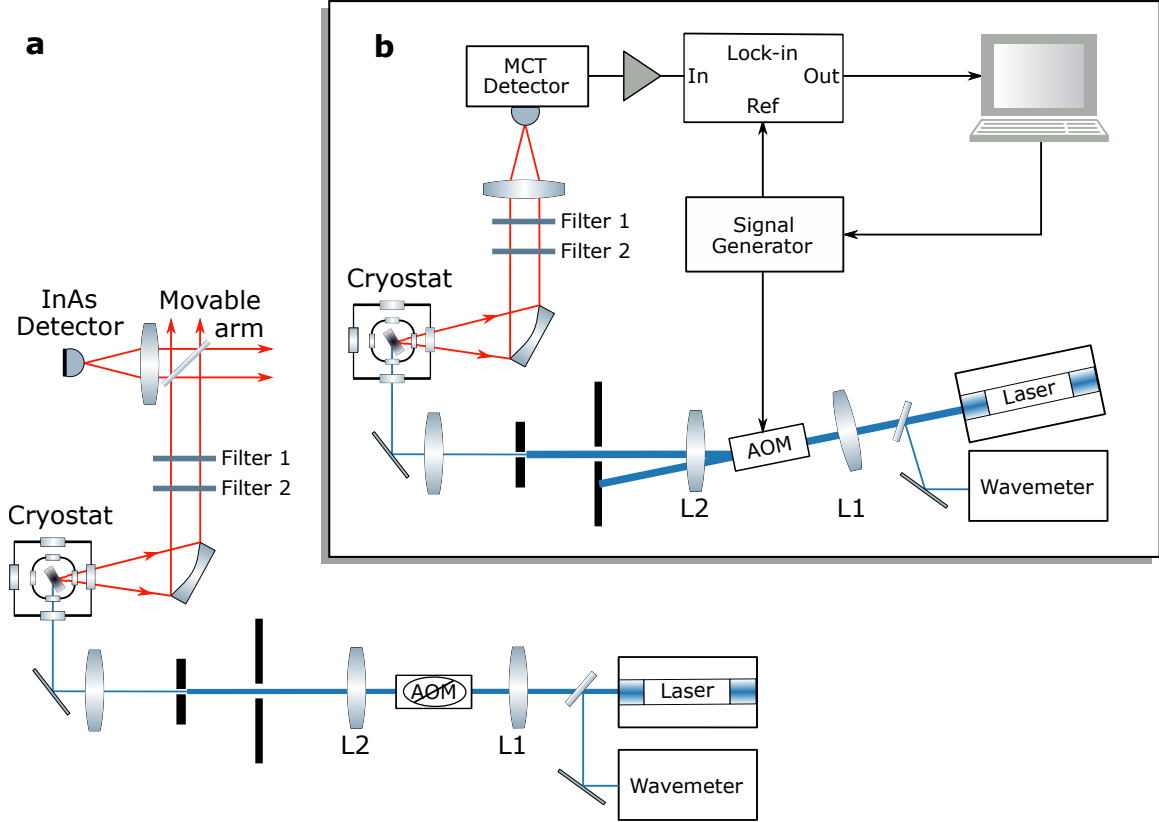 a
InAs
Detector
Movable
arm
Filter 1
Filter 2
Cryostat
L2
AOM
L1
Laser
Wavemeter
b
MCT
Detector
Lock-in
In
Out
Ref
Filter 1
Filter 2
Signal
Generator
Cryostat
L2
AOM
L1
Laser
Wavemeter